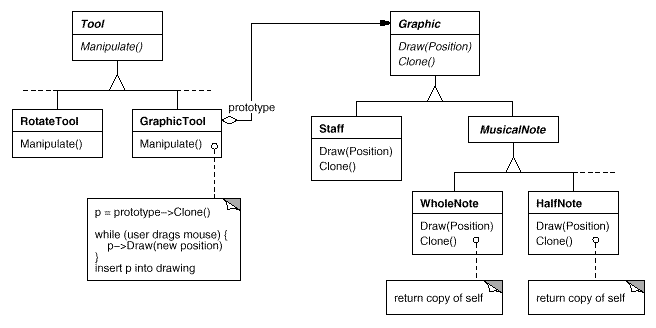 Tool
Manipulate()
Graphic
Draw(Position)
Clone()
prototype
RotateTool
Manipulate()
GraphicTool
Manipulate()
Staff
Draw(Position)
Clone()
MusicalNote
p = prototype->Clone()
while (user drags mouse) {
p->Draw(new position)
}
insert p into drawing
WholeNote
Draw(Position)
Clone()
HalfNote
Draw(Position)
Clone()
return copy of self
return copy of self